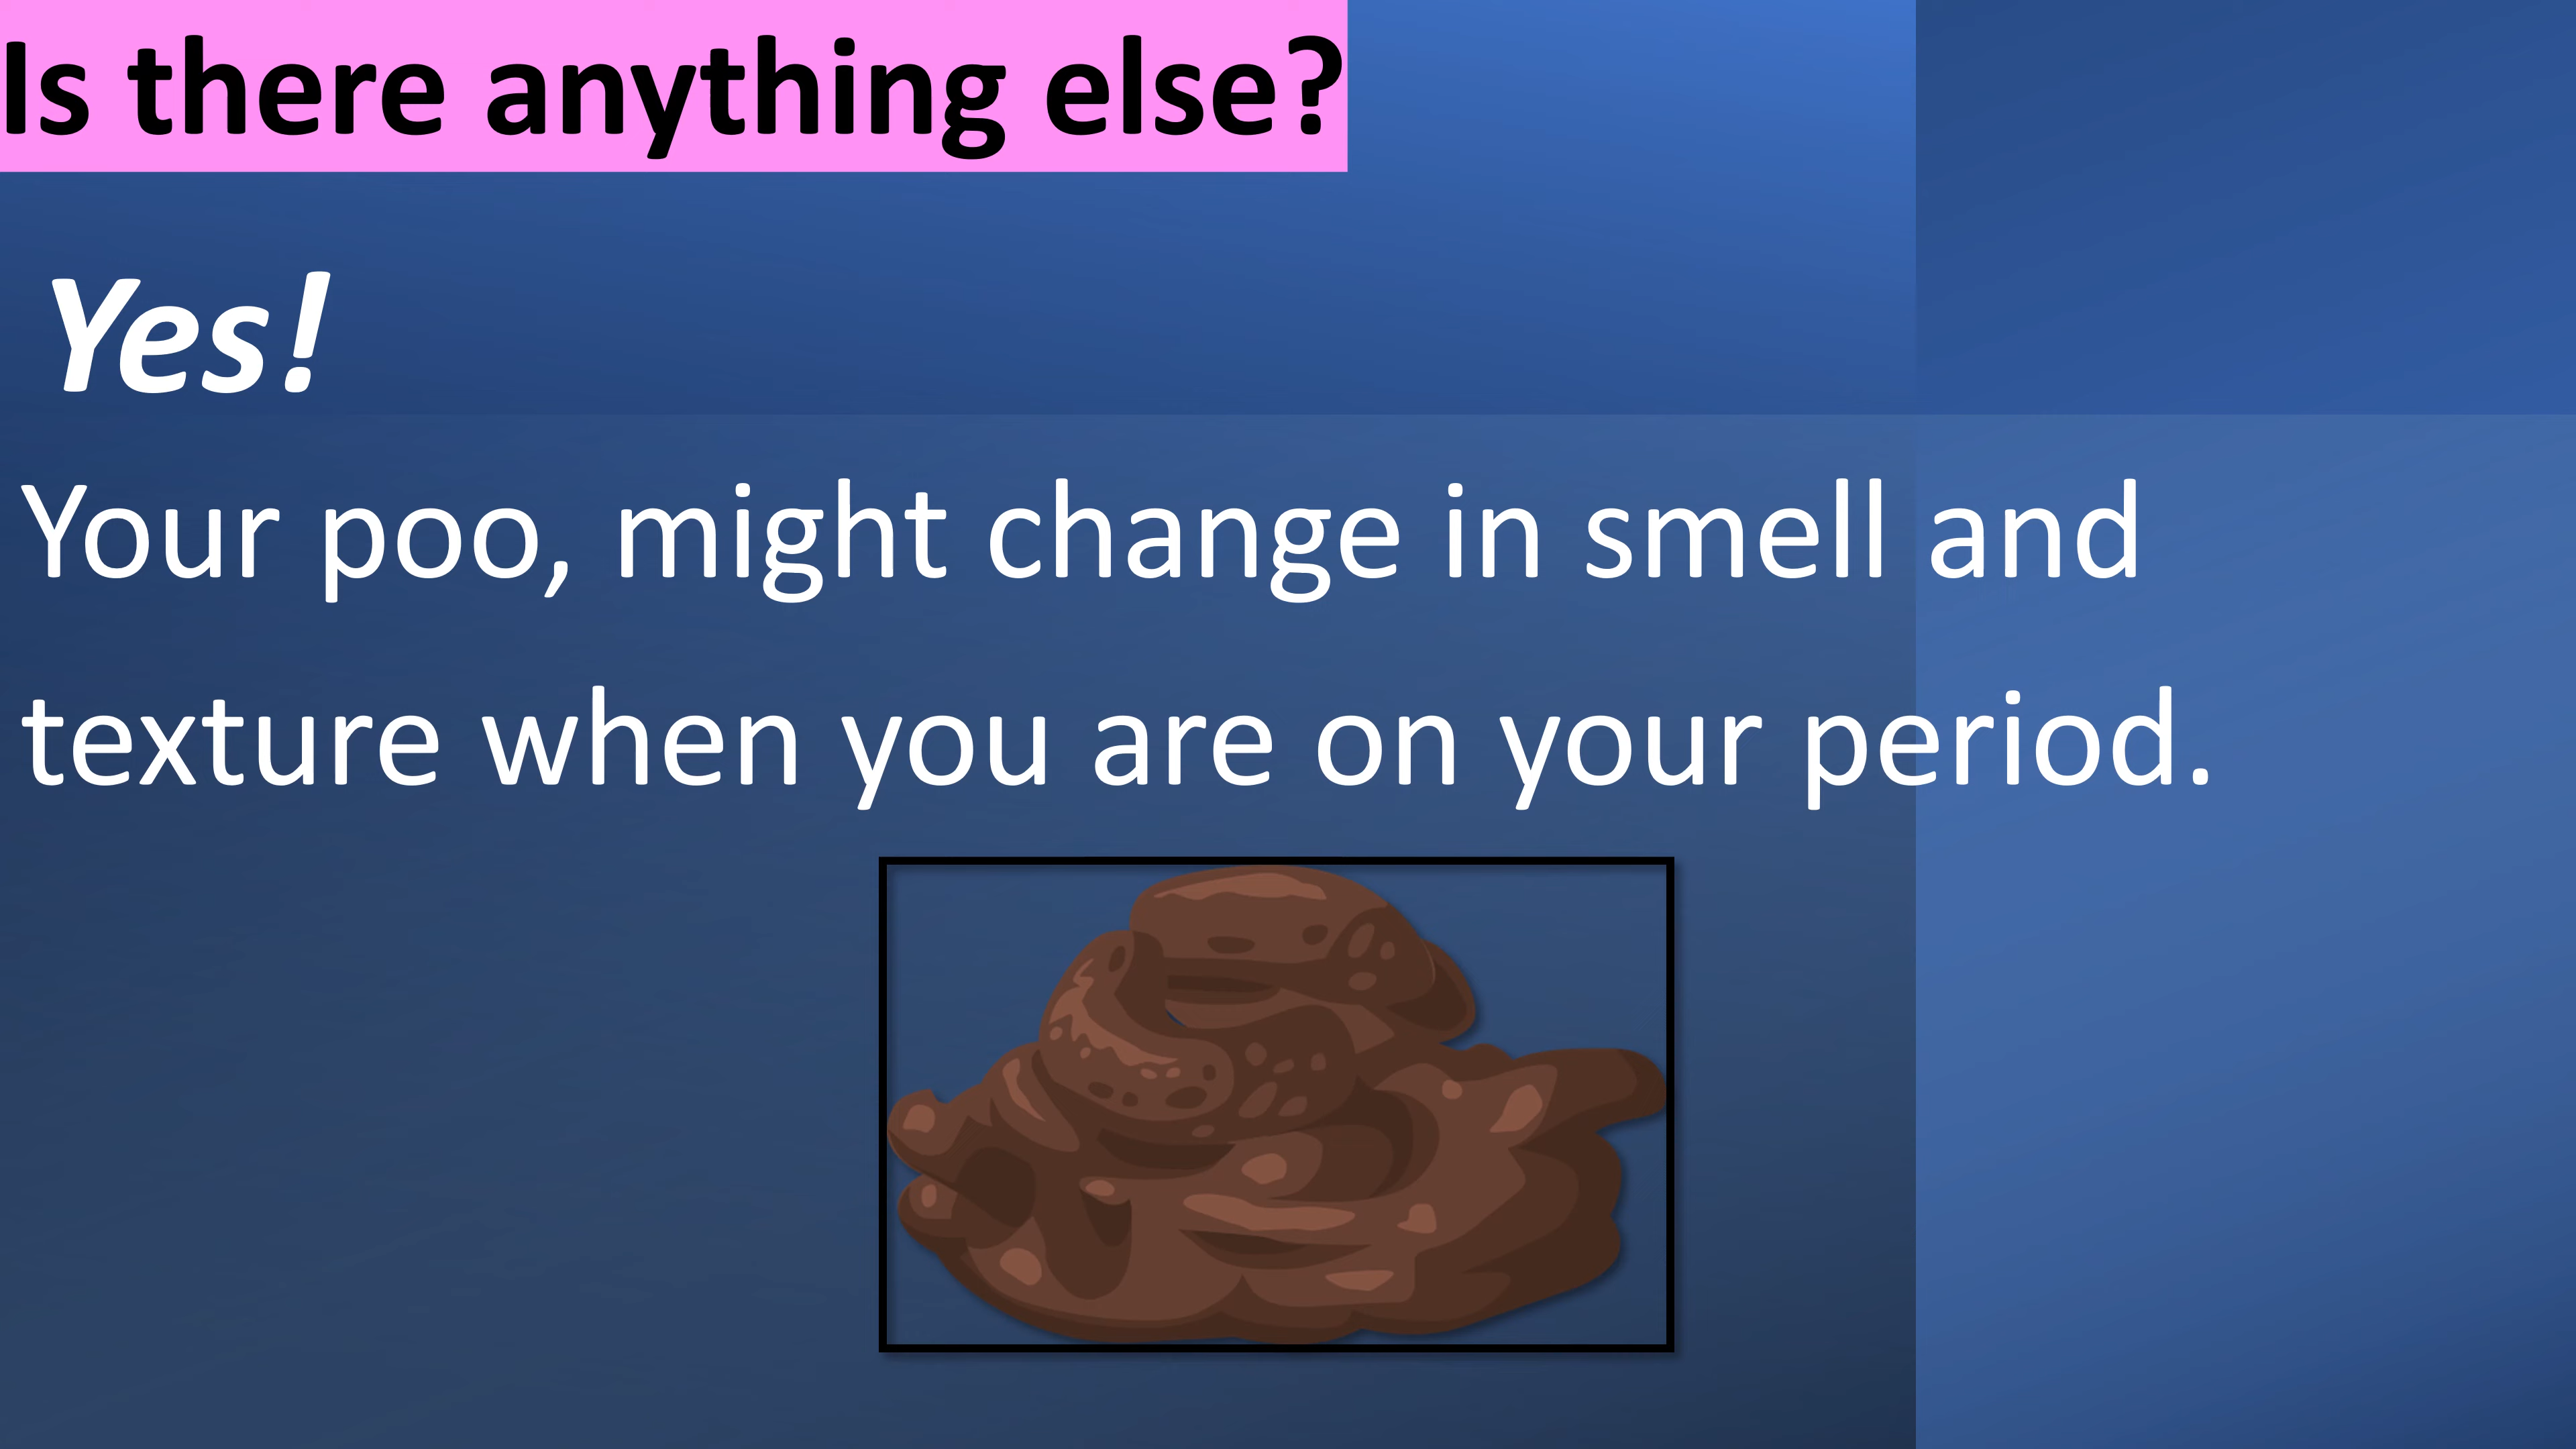 Is there anything else?
Yes!
Your poo, might change in smell and
texture when you are on your period.